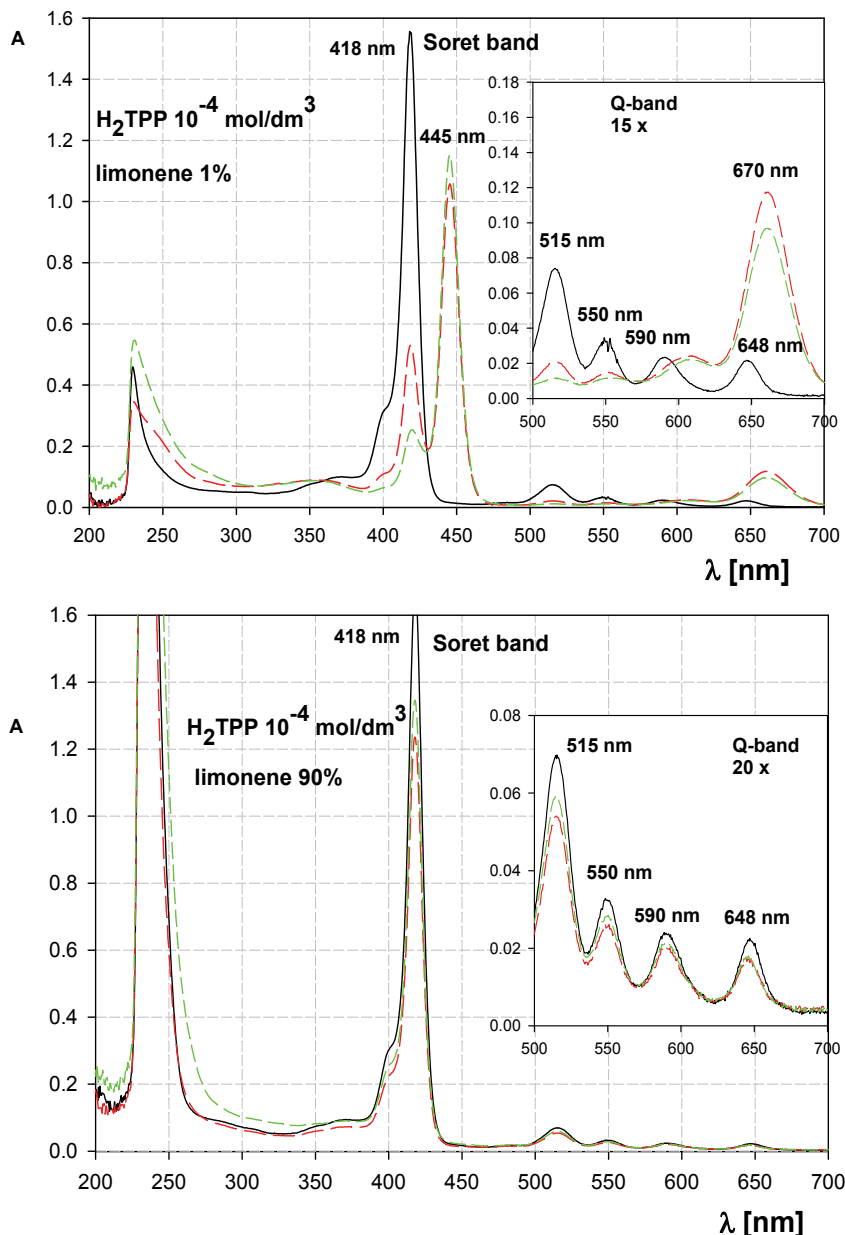 A
418 nm
Soret band
H₂TPP 10⁻⁴ mol/dm³
limonene 1%
445 nm
1.6
1.4
1.2
1.0
0.8
0.6
0.4
0.2
0.0
200 250 300 350 400 450 500 550 600 650 700
λ [nm]
Q-band
15 x
670 nm
515 nm
550 nm
590 nm
648 nm
0.18
0.16
0.14
0.12
0.10
0.08
0.06
0.04
0.02
0.00
500 550 600 650 700
A
418 nm
Soret band
H₂TPP 10⁻⁴ mol/dm³
limonene 90%
1.6
1.4
1.2
1.0
0.8
0.6
0.4
0.2
0.0
200 250 300 350 400 450 500 550 600 650 700
λ [nm]
Q-band
20 x
515 nm
550 nm
590 nm
648 nm
0.08
0.06
0.04
0.02
0.00
500 550 600 650 700